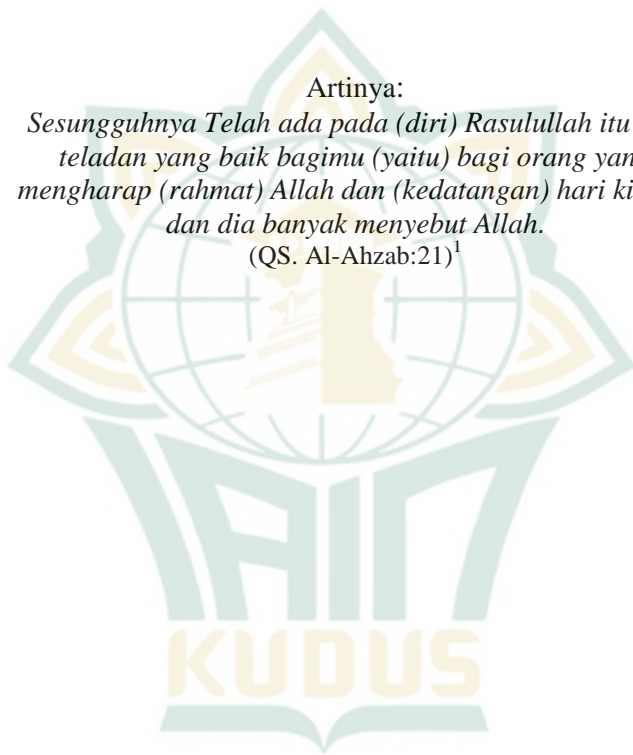 Artinya:
Sesungguhnya Telah ada pada (diri) Rasulullah itu
teladan yang baik bagimu (yaitu) bagi orang yan
mengharap (rahmat) Allah dan (kedatangan) hari ki
dan dia banyak menyebut Allah.
(QS. Al-Ahzab:21)1
IAIN
KUDUS